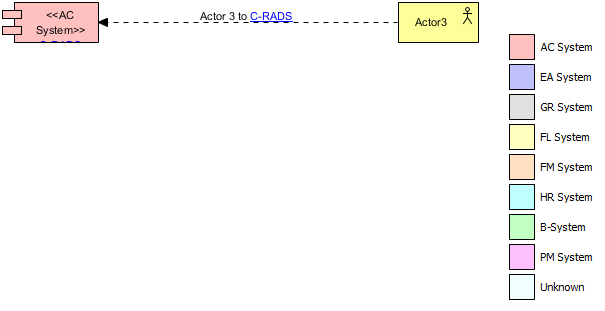 <<AC
System>>
C-RADS
Actor 3 to C-RADS
Actor3
AC System
EA System
GR System
FL System
FM System
HR System
B-System
PM System
Unknown